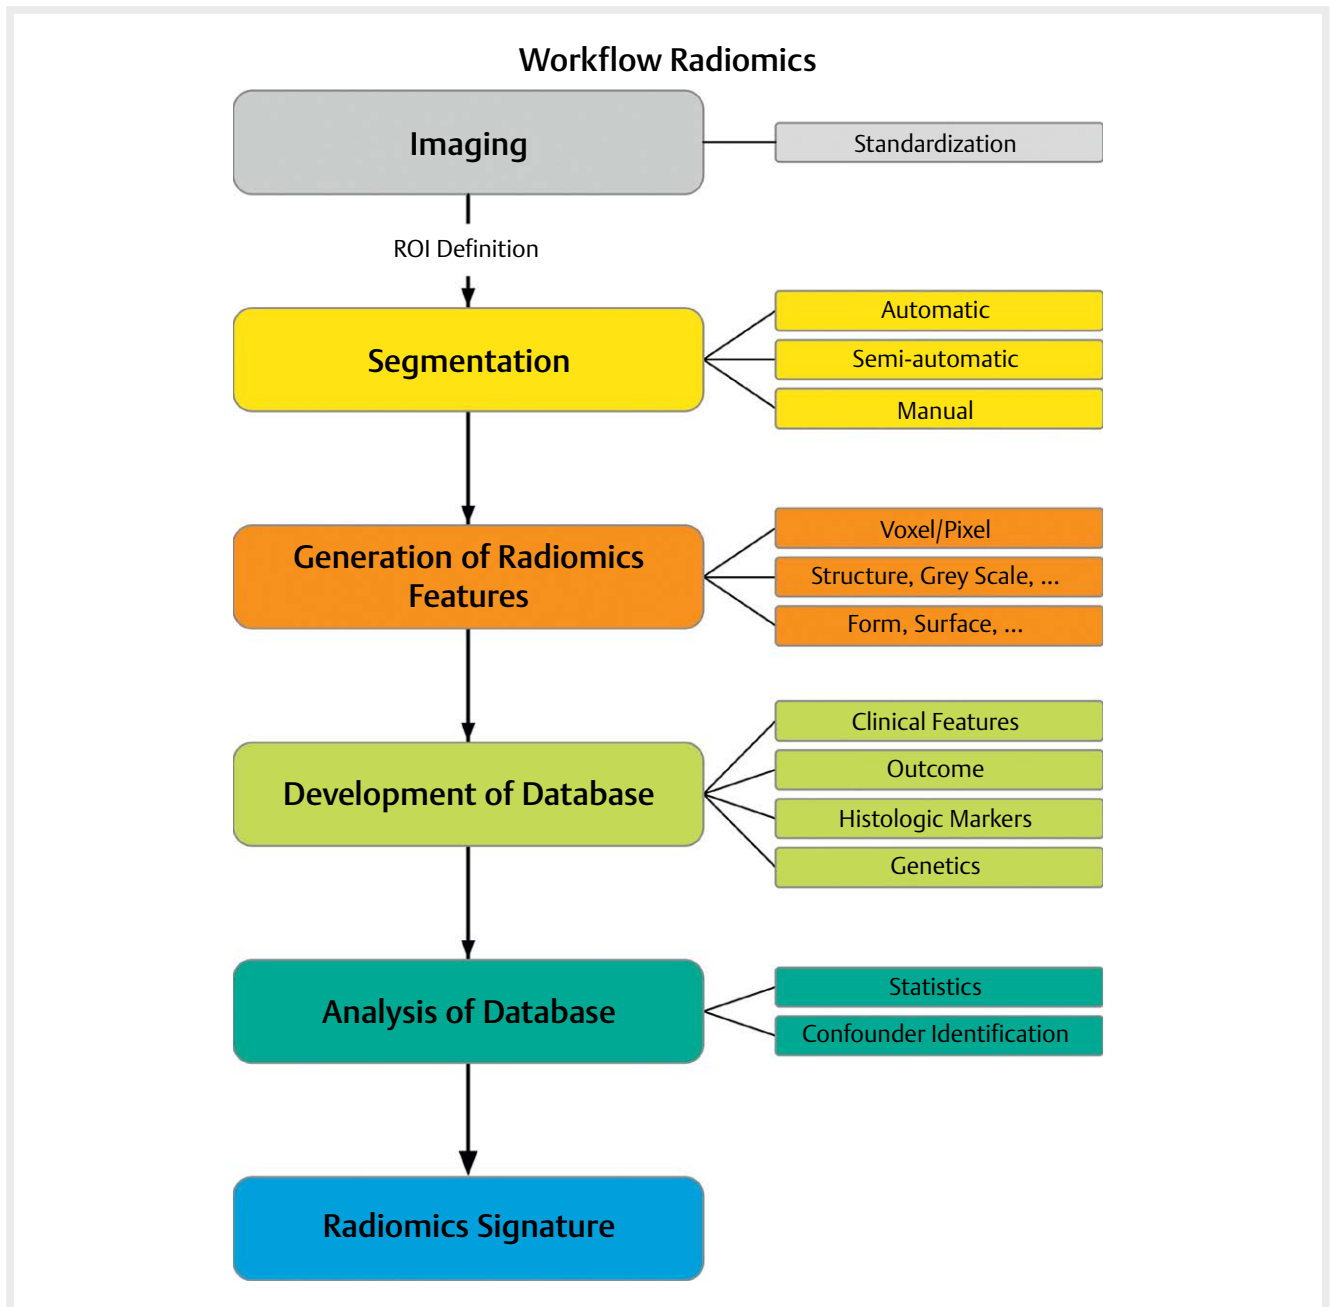 Workflow Radiomics
Imaging
Standardization
ROI Definition
Segmentation
Automatic
Semi-automatic
Manual
Generation of Radiomics
Features
Voxel/Pixel
Structure, Grey Scale, ...
Form, Surface, ...
Development of Database
Clinical Features
Outcome
Histologic Markers
Genetics
Analysis of Database
Statistics
Confounder Identification
Radiomics Signature